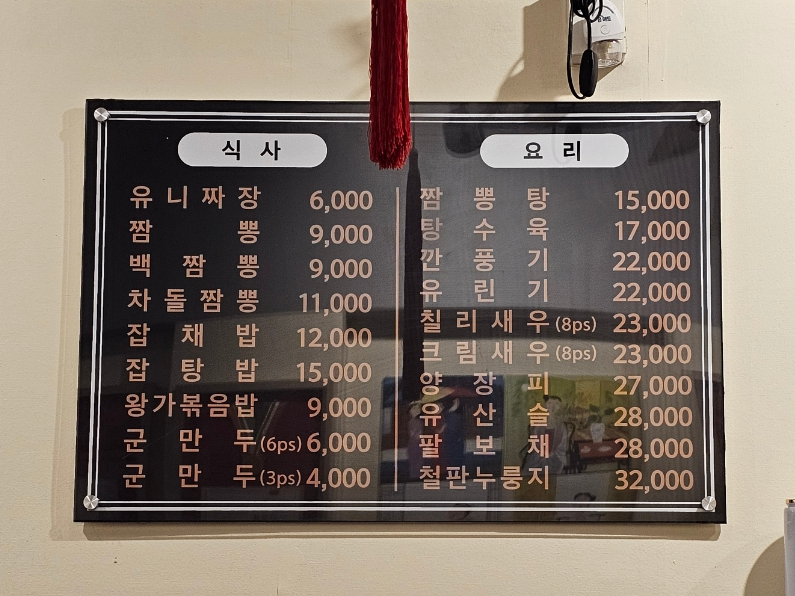 식 사
유니짜장 6,000
짬뽕 9,000
백짬뽕 9,000
차돌짬뽕 11,000
잡채밥 12,000
잡탕밥 15,000
왕가볶음밥 9,000
군만두(6ps) 6,000
군만두(3ps) 4,000
요 리
짬뽕탕 15,000
탕수육 17,000
깐풍기 22,000
유린기 22,000
칠리새우(8ps) 23,000
크림새우(8ps) 23,000
양장피 27,000
유산슬 28,000
팔보채 28,000
철판누룽지 32,000